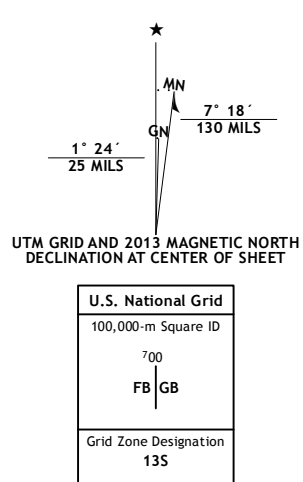 ★
MN
GN
7° 18´
130 MILS
1° 24´
25 MILS
UTM GRID AND 2013 MAGNETIC NORTH
DECLINATION AT CENTER OF SHEET
U.S. National Grid
100,000-m Square ID
⁷00
FB GB
Grid Zone Designation
13S